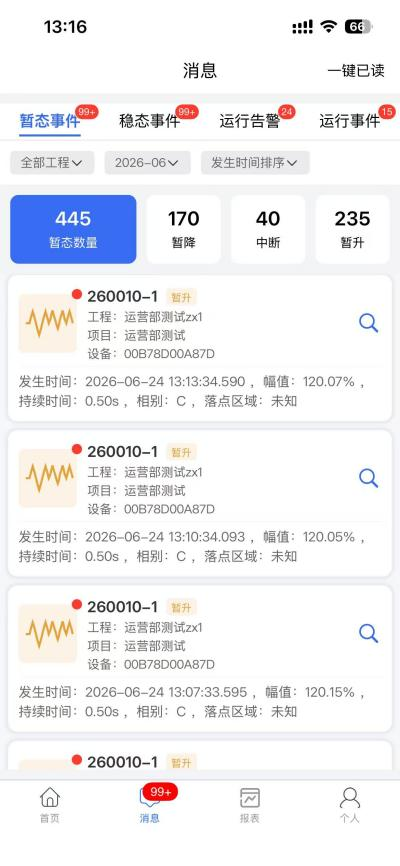 13:16
66
消息
一键已读
暂态事件 99+
稳态事件 99+
运行告警 24
运行事件 15
全部工程
2026-06
发生时间排序
445
暂态数量
170
暂降
40
中断
235
暂升
260010-1 暂升
工程：运营部测试zx1
项目：运营部测试
设备：00B78D00A87D
发生时间：2026-06-24 13:13:34.590 ，幅值：120.07% ，
持续时间：0.50s ，相别：C ，落点区域：未知
260010-1 暂升
工程：运营部测试zx1
项目：运营部测试
设备：00B78D00A87D
发生时间：2026-06-24 13:10:34.093 ，幅值：120.05% ，
持续时间：0.50s ，相别：C ，落点区域：未知
260010-1 暂升
工程：运营部测试zx1
项目：运营部测试
设备：00B78D00A87D
发生时间：2026-06-24 13:07:33.595 ，幅值：120.15% ，
持续时间：0.50s ，相别：C ，落点区域：未知
260010-1 暂升
99+
首页
消息
报表
个人